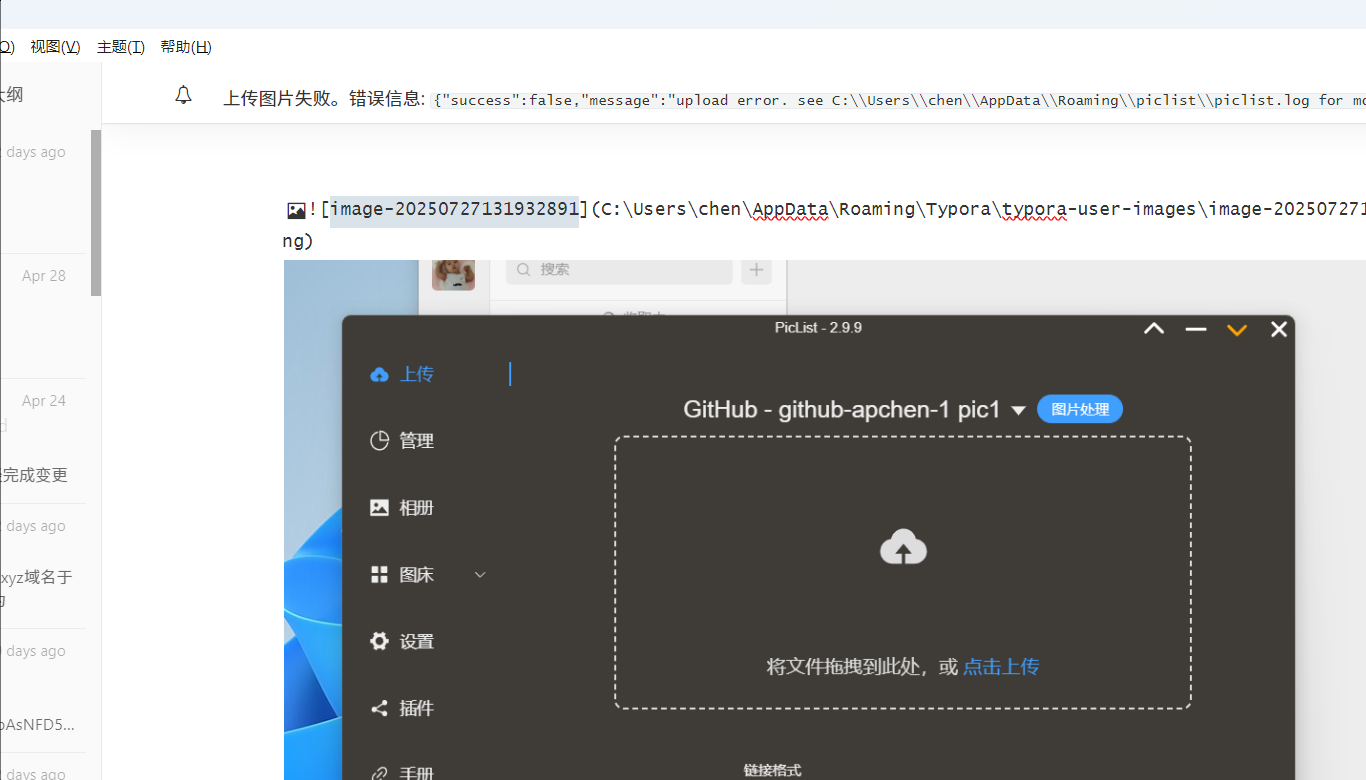 视图(V) 主题(T) 帮助(H)
大纲
上传图片失败。错误信息: {"success":false,"message":"upload error. see C:\\Users\\chen\\AppData\\Roaming\\piclist\\piclist.log for
days ago
![image-20250727131932891](C:\Users\chen\AppData\Roaming\Typora\typora-user-images\image-202507271
ng)
搜索
Apr 28
PicList - 2.9.9
上传
Apr 24
GitHub - github-apchen-1 pic1 图片处理
管理
完成变更
相册
days ago
xyz域名于
图床
设置
days ago
将文件拖拽到此处，或 点击上传
插件
oAsNFD5...
链接格式
手册
days ago